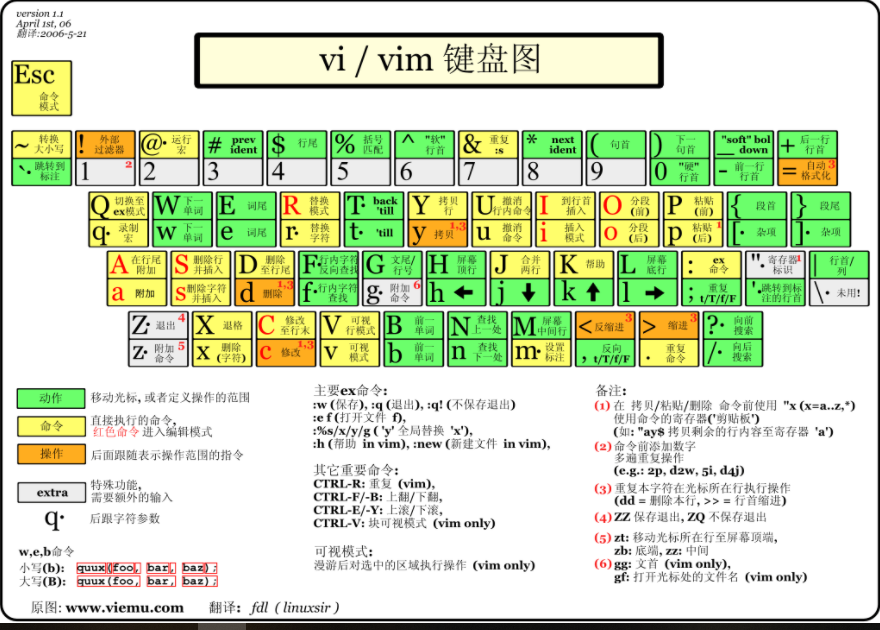 version 1.1
April 1st, 06
翻译:2006-5-21
vi / vim 键盘图
Esc
命令
模式
~ 转换
大小写
! 外部
过滤器
@· 运行
宏
# prev
ident
$ 行尾
% 括号
匹配
^ "软"
行首
& 重复
:s
* next
ident
( 句首
) 下一
句首
"soft" bol
_ down
+ 后一行
行首
`· 跳转到
标注
1 2
2
3
4
5
6
7
8
9
0 "硬"
行首
- 前一行
行首
= 自动 3
格式化
Q 切换至
ex模式
W 下一
单词
E 词尾
R 替换
模式
T· back
'till
Y 拷贝
行
U 撤消
行内命令
I 到行首
插入
O 分段
(前)
P 粘贴
(前)
{ 段首
} 段尾
q· 录制
宏
w 下一
单词
e 词尾
r· 替换
字符
t· 'till
y 拷贝 1,3
u 撤消
命令
i 插入
模式
o 分段
(后)
p 粘贴 1
(后)
[· 杂项
]· 杂项
A 在行尾
附加
S 删除行
并插入
D 删除
至行尾
F· 行内字符
反向查找
G 文尾/
行号
H 屏幕
顶行
J 合并
两行
K 帮助
L 屏幕
底行
: ex
命令
"· 寄存器 1
标识
| 行首/
列
a 附加
s 删除字符
并插入
d 删除 1,3
f· 行内字符
查找
g· 附加 6
命令
h ←
j ↓
k ↑
l →
; 重复
t/T/f/F
'· 跳转到标
注的行首
\· 未用!
Z· 退出 4
X 退格
C 修改
至行末
V 可视
行模式
B 前一
单词
N 查找
上一处
M 屏幕
中间行
< 反缩进 3
> 缩进 3
?· 向前
搜索
z· 附加 5
命令
x 删除
(字符)
c 修改 1,3
v 可视
模式
b 前一
单词
n 查找
下一处
m· 设置
标注
, 反向
t/T/f/F
. 重复
命令
/· 向后
搜索
动作 移动光标, 或者定义操作的范围
命令 直接执行的命令,
红色命令 进入编辑模式
操作 后面跟随表示操作范围的指令
extra 特殊功能,
需要额外的输入
q· 后跟字符参数
w,e,b命令
小写(b): quux(foo, bar, baz);
大写(B): quux(foo, bar, baz);
原图: www.viemu.com 翻译: fdl ( linuxsir )
主要ex命令:
:w (保存), :q (退出), :q! (不保存退出)
:e f (打开文件 f),
:%s/x/y/g ( 'y' 全局替换 'x'),
:h (帮助 in vim), :new (新建文件 in vim),
其它重要命令:
CTRL-R: 重复 (vim),
CTRL-F/-B: 上翻/下翻,
CTRL-E/-Y: 上滚/下滚,
CTRL-V: 块可视模式 (vim only)
可视模式:
漫游后对选中的区域执行操作 (vim only)
备注:
(1) 在 拷贝/粘贴/删除 命令前使用 "x (x=a..z,*)
使用命令的寄存器('剪贴板')
(如: "ay$ 拷贝剩余的行内容至寄存器 'a')
(2) 命令前添加数字
多遍重复操作
(e.g.: 2p, d2w, 5i, d4j)
(3) 重复本字符在光标所在行执行操作
(dd = 删除本行, >> = 行首缩进)
(4) ZZ 保存退出, ZQ 不保存退出
(5) zt: 移动光标所在行至屏幕顶端,
zb: 底端, zz: 中间
(6) gg: 文首 (vim only),
gf: 打开光标处的文件名 (vim only)